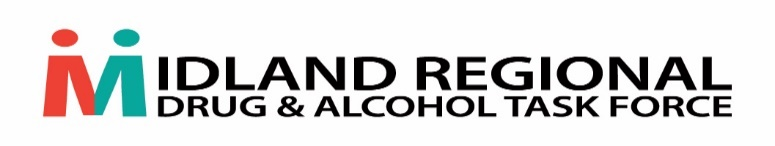 MIDLAND REGIONAL
DRUG & ALCOHOL TASK FORCE